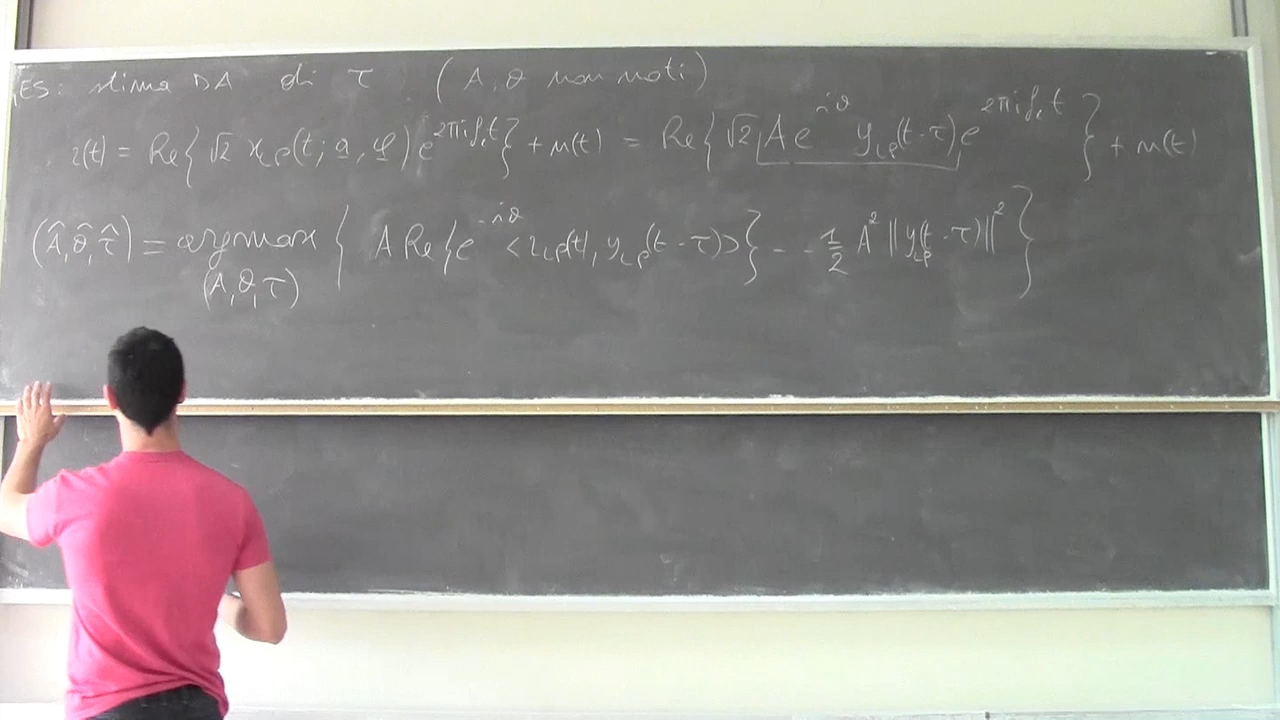 ES: stima DA di τ (A, θ non noti)
r(t) = Re{√2 x_LP(t; a, φ) e^{2πi f_c t}} + n(t) = Re{√2 A e^{iθ} y_LP(t-τ) e^{2πi f_c t}} + n(t)
(Â, θ̂, τ̂) = argmax {A Re{e^{-iθ} <r_LP(t), y_LP(t-τ)>} - 1/2 A² ||y_LP(t-τ)||²}
(A, θ, τ)